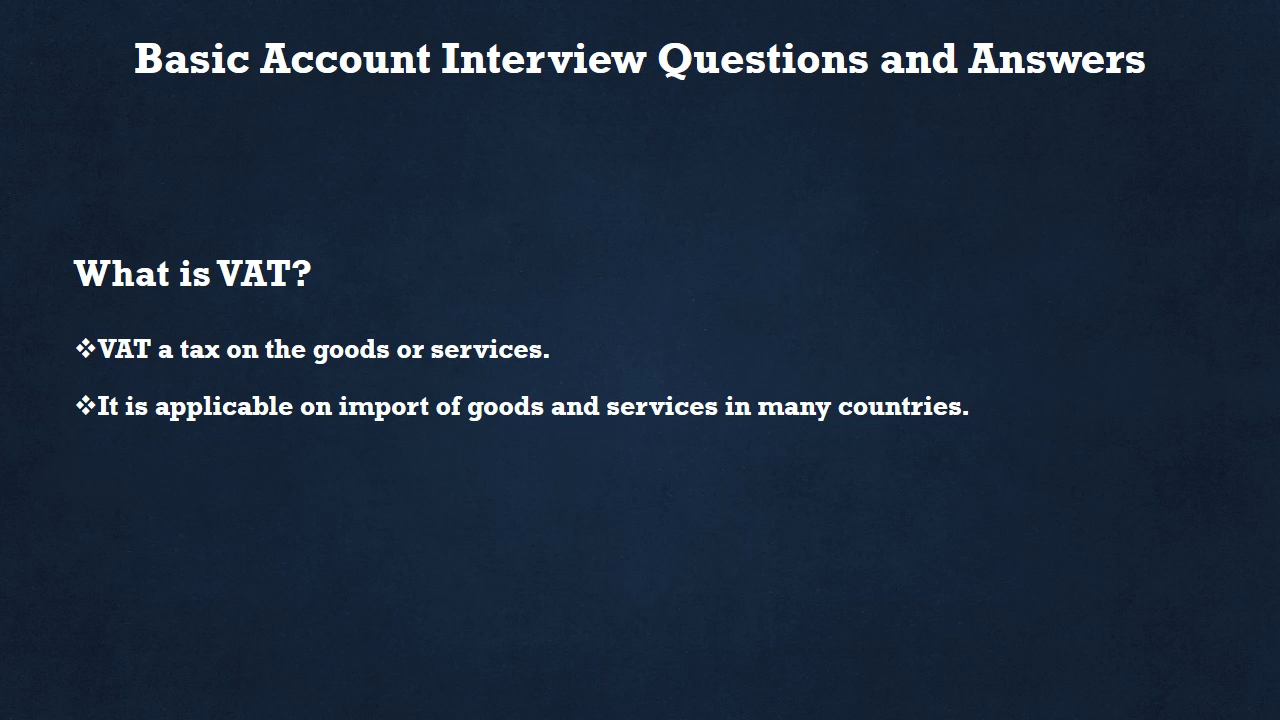 Basic Account Interview Questions and Answers
What is VAT?
❖VAT a tax on the goods or services.
❖It is applicable on import of goods and services in many countries.